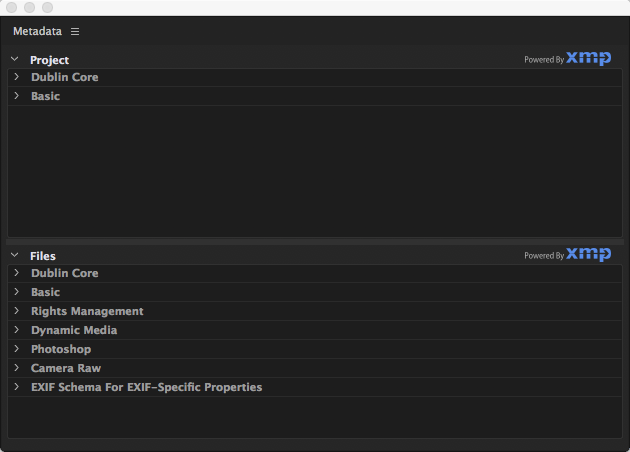 Metadata
Project
Powered By xmp
Dublin Core
Basic
Files
Powered By xmp
Dublin Core
Basic
Rights Management
Dynamic Media
Photoshop
Camera Raw
EXIF Schema For EXIF-Specific Properties